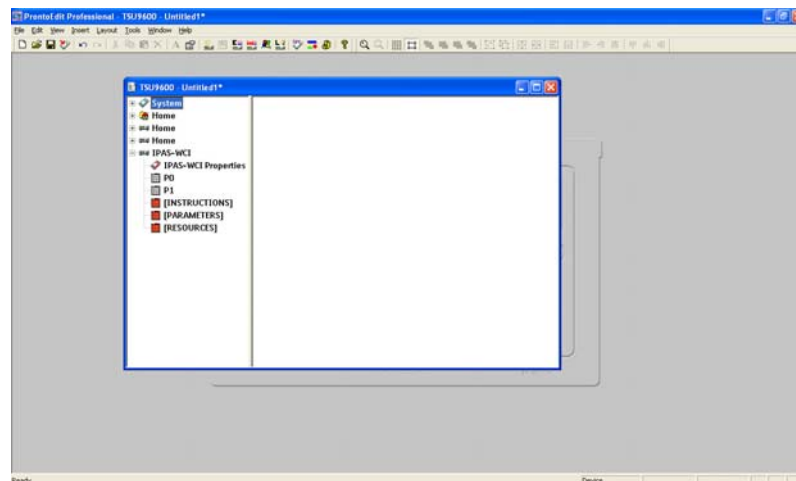 ProntoEdit Professional - TSU9600 - Untitled1*
File Edit View Insert Layout Tools Window Help
TSU9600 - Untitled1*
System
Home
Home
Home
IPAS-WCI
IPAS-WCI Properties
P0
P1
[INSTRUCTIONS]
[PARAMETERS]
[RESOURCES]
Ready
Device